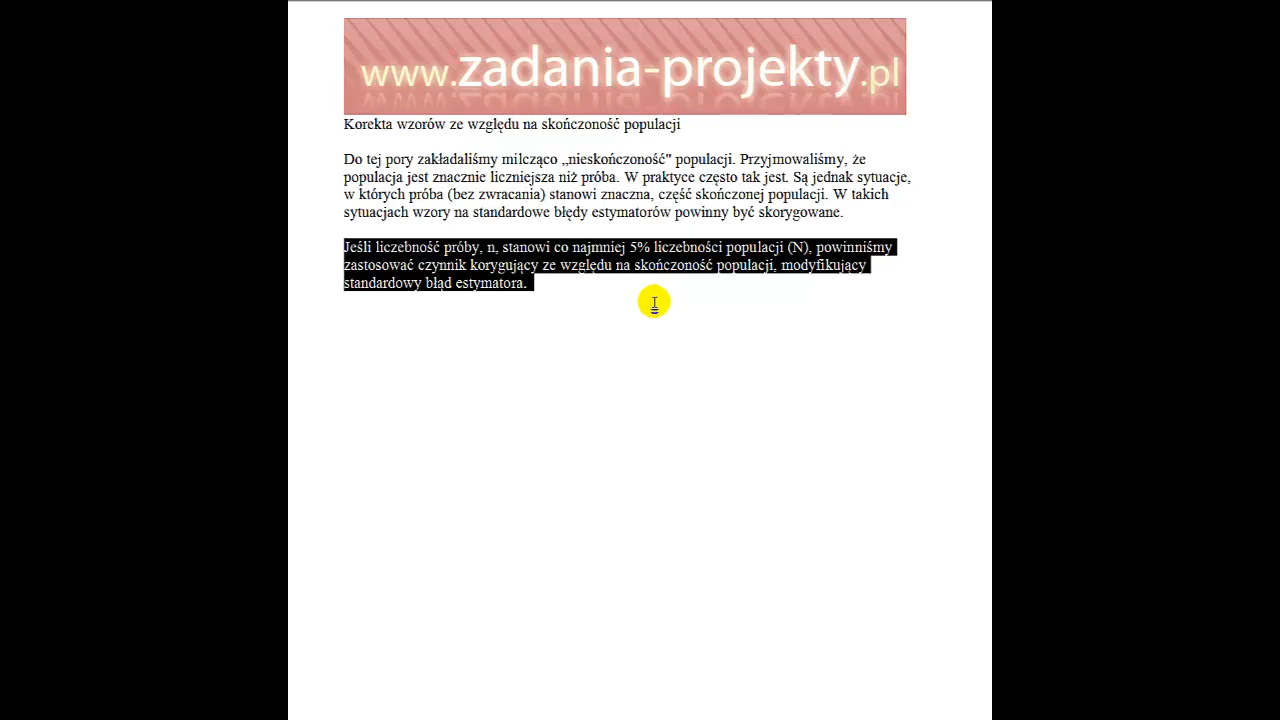 www.zadania-projekty.pl
Korekta wzorów ze względu na skończoność populacji
Do tej pory zakładaliśmy milcząco „nieskończoność" populacji. Przyjmowaliśmy, że
populacja jest znacznie liczniejsza niż próba. W praktyce często tak jest. Są jednak sytuacje,
w których próba (bez zwracania) stanowi znaczna, część skończonej populacji. W takich
sytuacjach wzory na standardowe błędy estymatorów powinny być skorygowane.
Jeśli liczebność próby, n, stanowi co najmniej 5% liczebności populacji (N), powinniśmy
zastosować czynnik korygujący ze względu na skończoność populacji, modyfikujący
standardowy błąd estymatora.